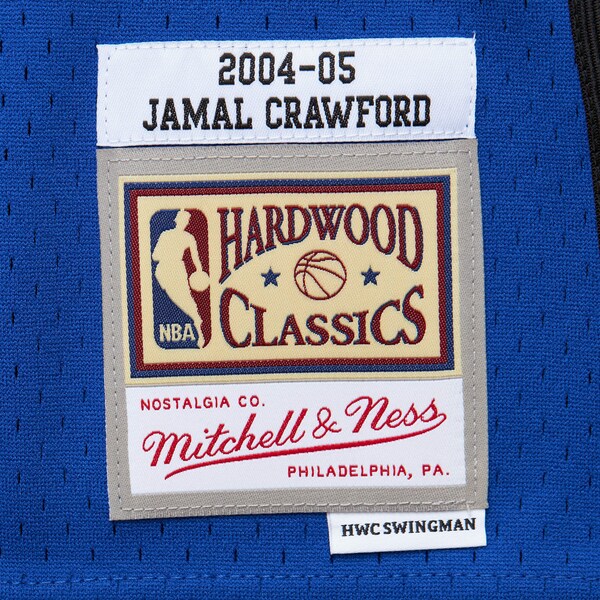 2004-05
JAMAL CRAWFORD
HARDWOOD
CLASSICS
NBA
NOSTALGIA CO.
Mitchell & Ness
PHILADELPHIA, PA.
HWC SWINGMAN